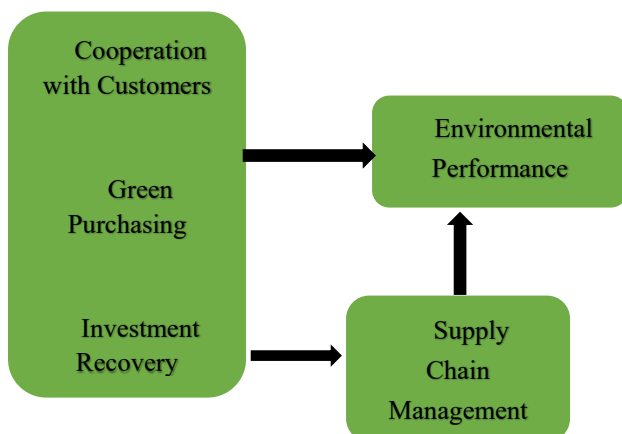 Cooperation
with Customers
Green
Purchasing
Investment
Recovery
Environmental
Performance
Supply
Chain
Management